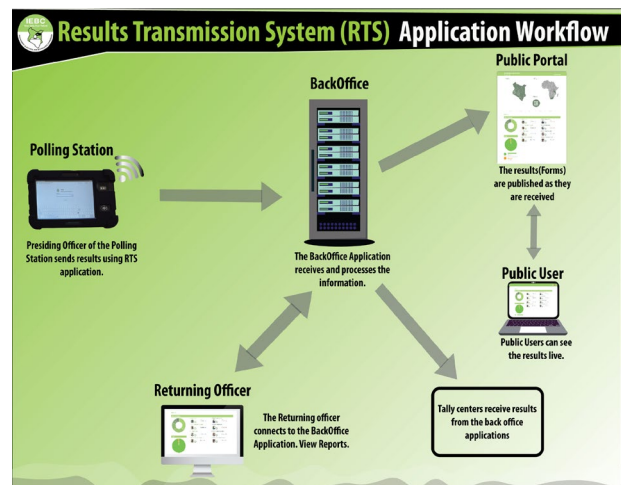 IEBC
Results Transmission System (RTS) Application Workflow
Public Portal
BackOffice
Polling Station
The results(Forms)
are published as they
are received
Presiding Officer of the Polling
Station sends results using RTS
application.
The BackOffice Application
receives and processes the
information.
Public User
Public Users can see
the results live.
Returning Officer
The Returning officer
connects to the BackOffice
Application. View Reports.
Tally centers receive results
from the back office
applications